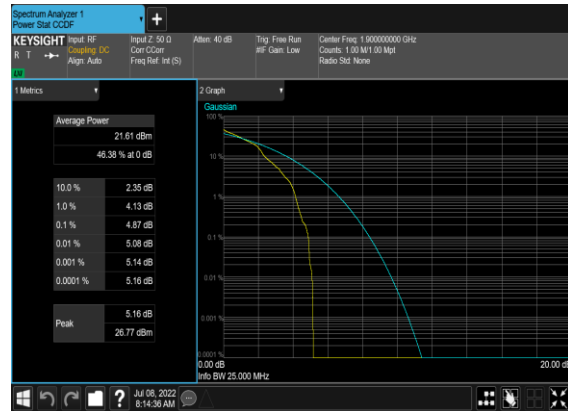 Spectrum Analyzer 1
Power Stat CCDF
KEYSIGHT
R T
LXI
Input: RF
Coupling: DC
Align: Auto
Input Z: 50 Ω
Corr CCorr
Freq Ref: Int (S)
Atten: 40 dB
Trig: Free Run
#IF Gain: Low
Center Freq: 1.900000000 GHz
Counts: 1.00 M/1.00 Mpt
Radio Std: None
1 Metrics
Average Power
21.61 dBm
46.38 % at 0 dB
10.0 % 2.35 dB
1.0 % 4.13 dB
0.1 % 4.87 dB
0.01 % 5.08 dB
0.001 % 5.14 dB
0.0001 % 5.16 dB
Peak
5.16 dB
26.77 dBm
2 Graph
Gaussian
100 %
10 %
1 %
0.1 %
0.01 %
0.001 %
0.0001 %
0.00 dB
20.00 dB
Info BW 25.000 MHz
?
Jul 08, 2022
8:14:36 AM